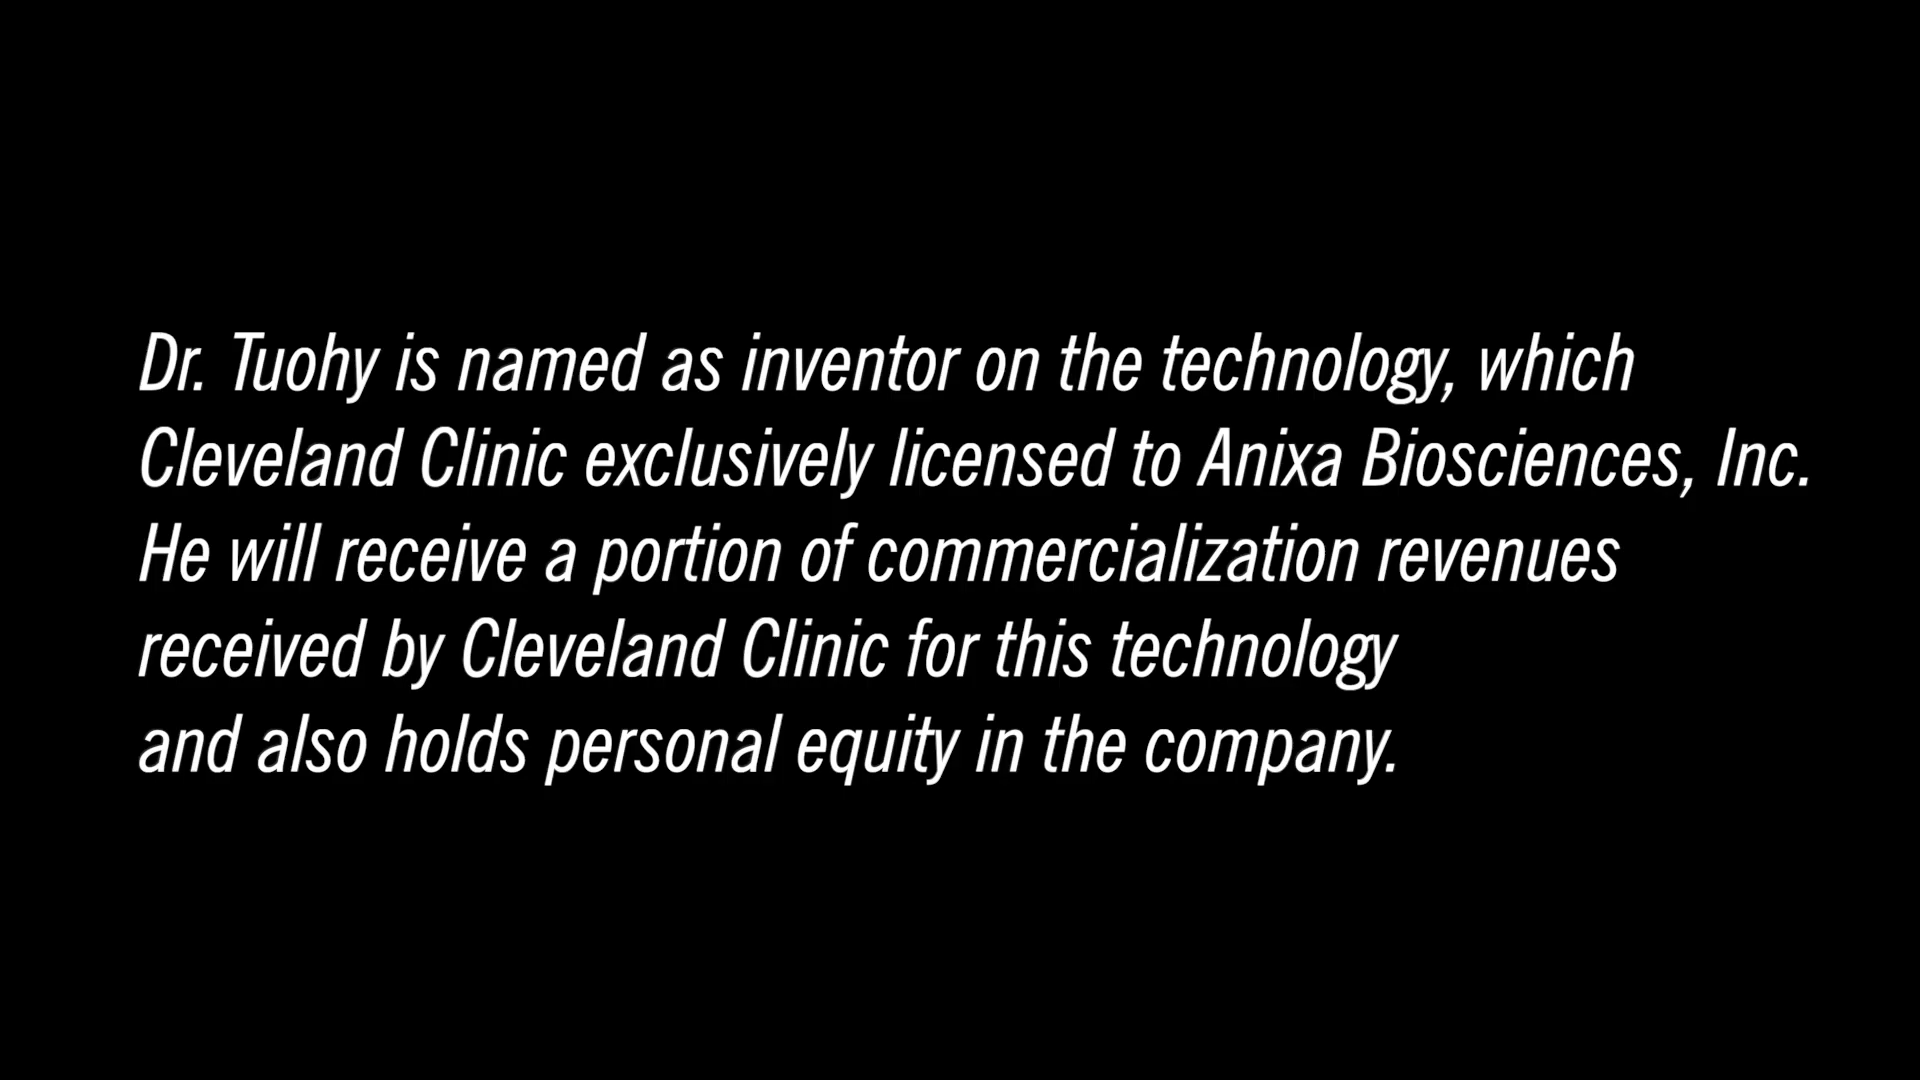 Dr. Tuohy is named as inventor on the technology, which
Cleveland Clinic exclusively licensed to Anixa Biosciences, Inc.
He will receive a portion of commercialization revenues
received by Cleveland Clinic for this technology
and also holds personal equity in the company.